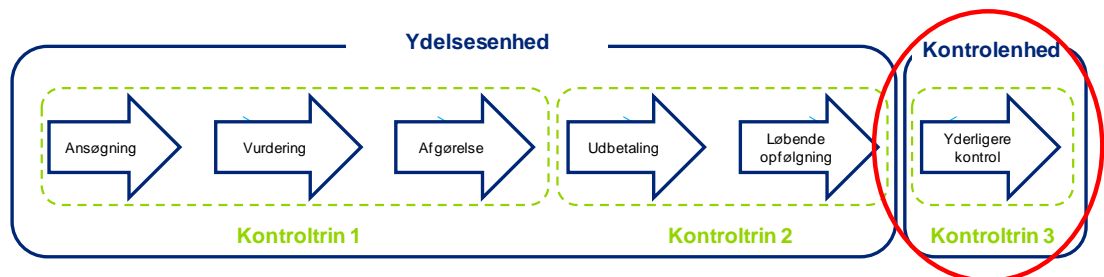 Ydelsesenhed
Kontrolenhed
Ansøgning
Vurdering
Afgørelse
Udbetaling
Løbende
opfølgning
Yderligere
kontrol
Kontroltrin 1
Kontroltrin 2
Kontroltrin 3